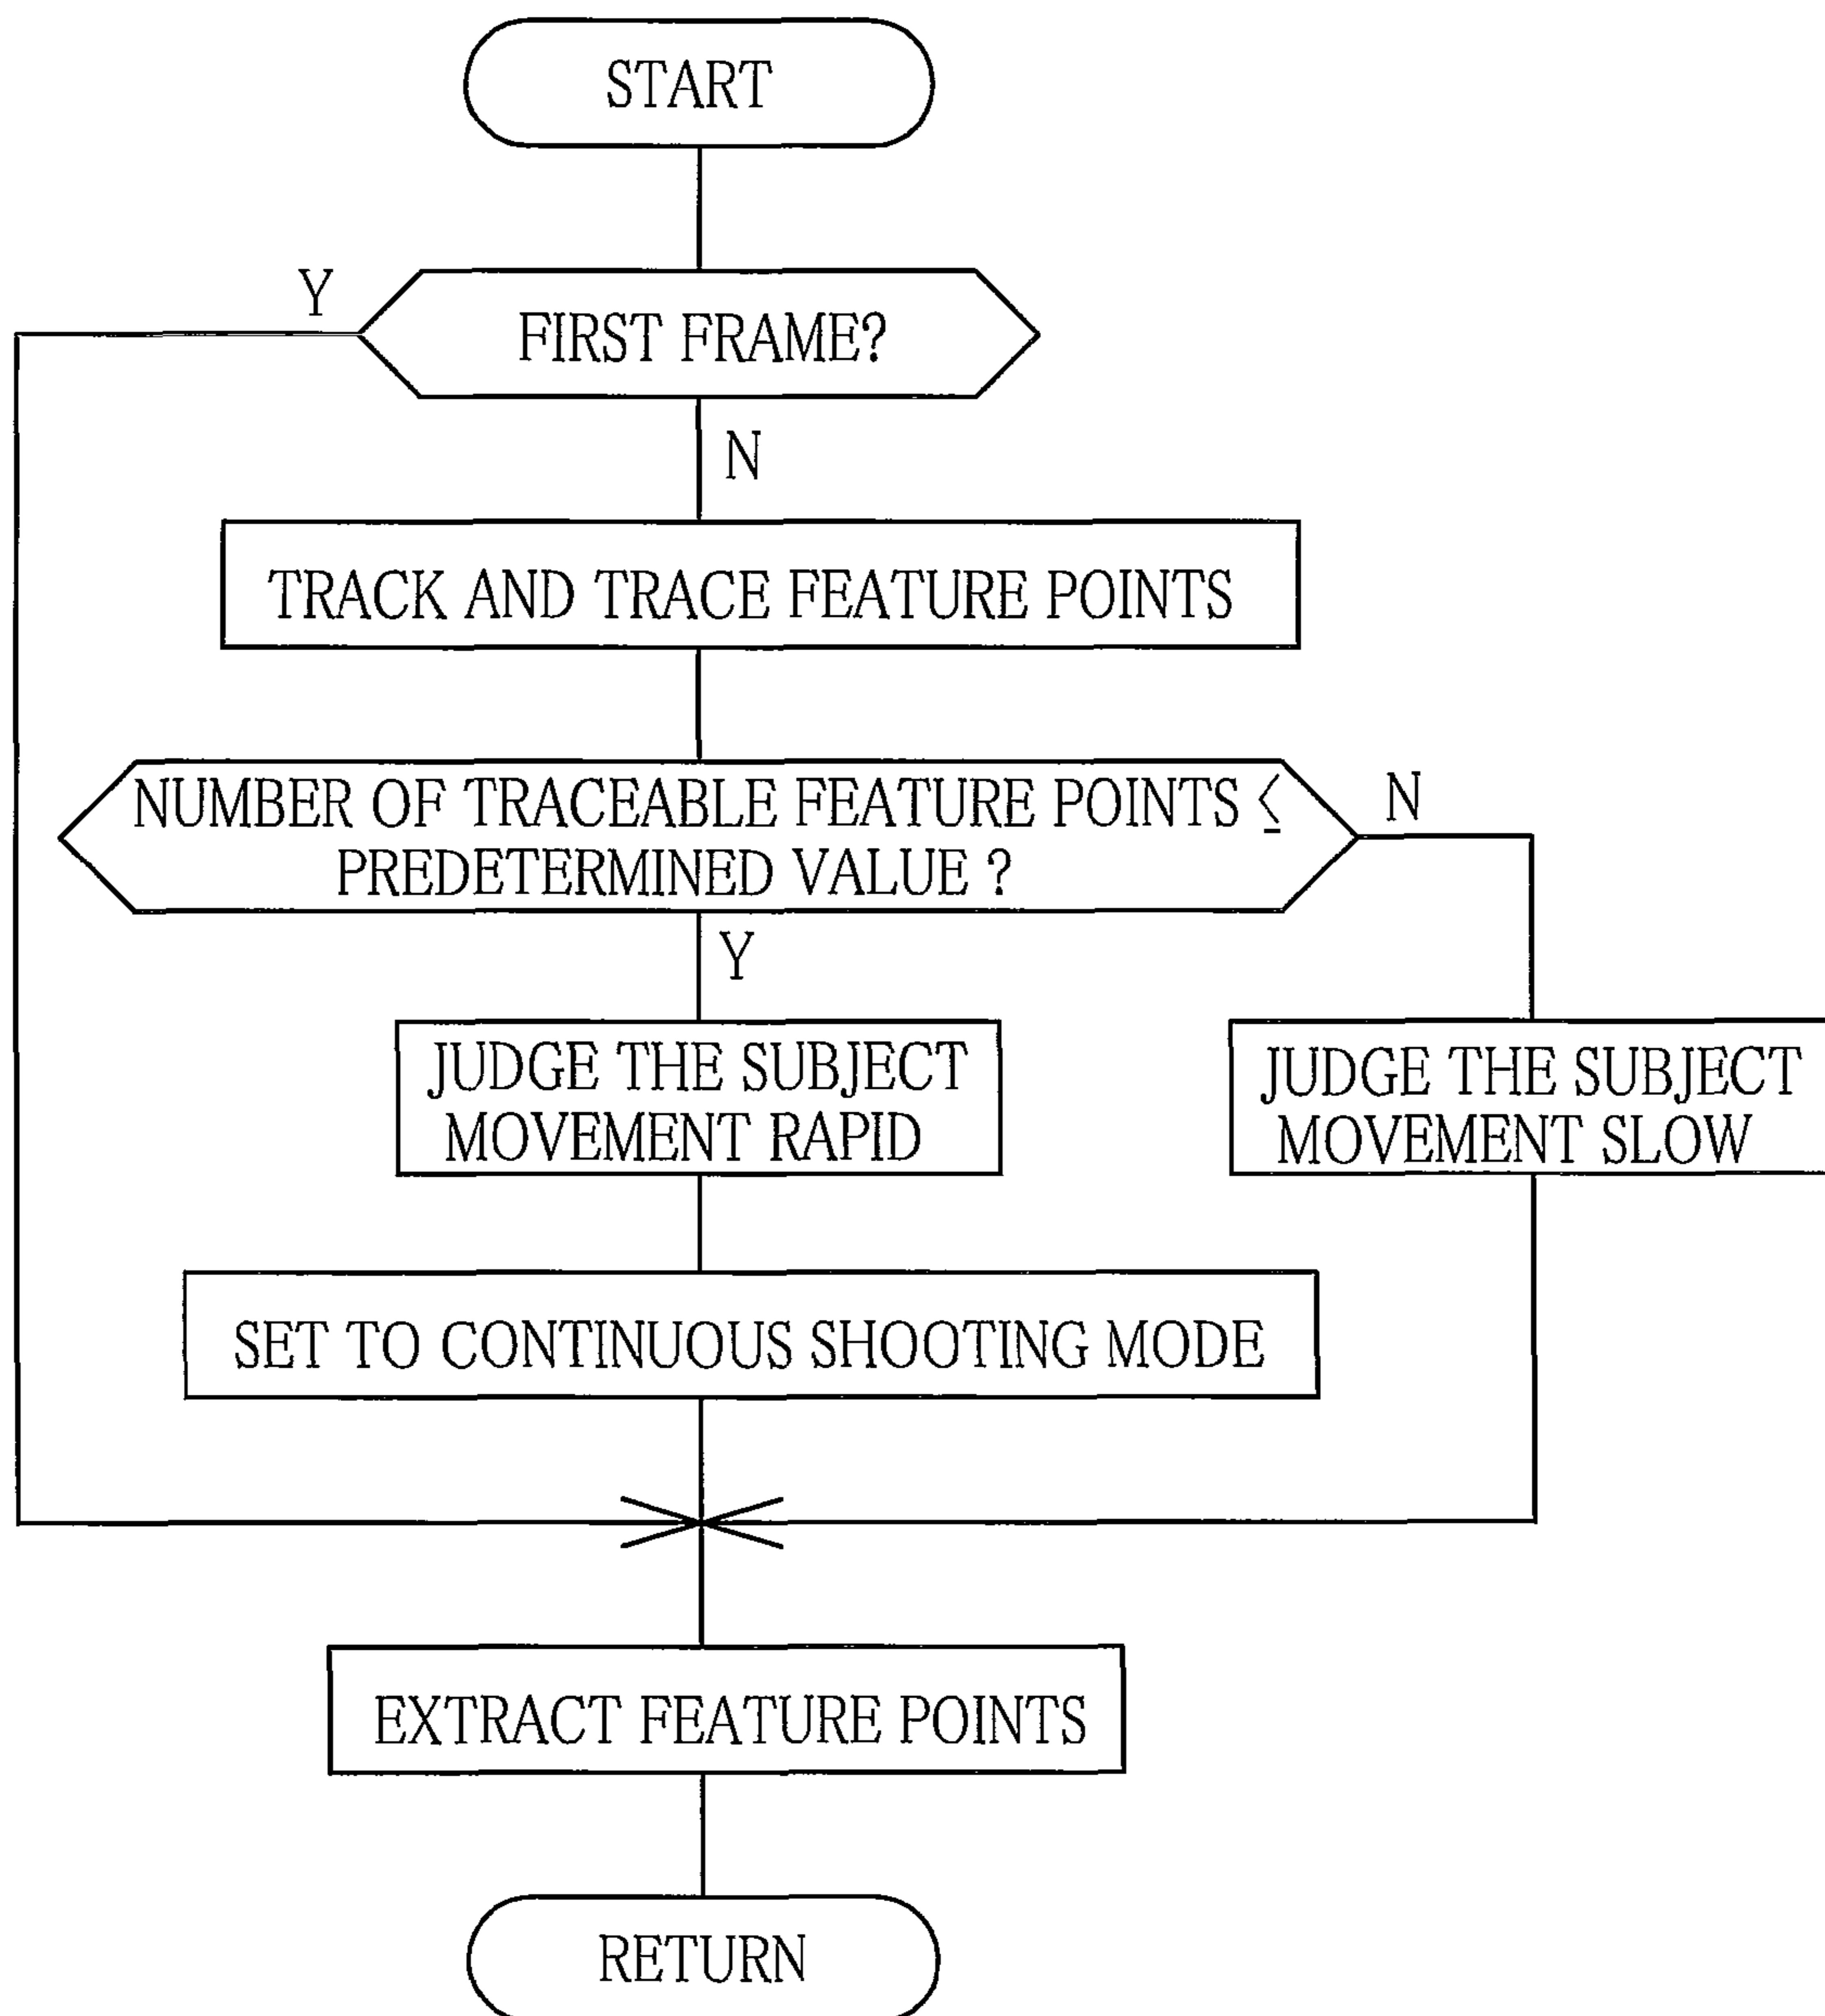 START
Y
FIRST FRAME?
N
TRACK AND TRACE FEATURE POINTS
NUMBER OF TRACEABLE FEATURE POINTS ≤
PREDETERMINED VALUE ?
N
Y
JUDGE THE SUBJECT
MOVEMENT RAPID
JUDGE THE SUBJECT
MOVEMENT SLOW
SET TO CONTINUOUS SHOOTING MODE
EXTRACT FEATURE POINTS
RETURN